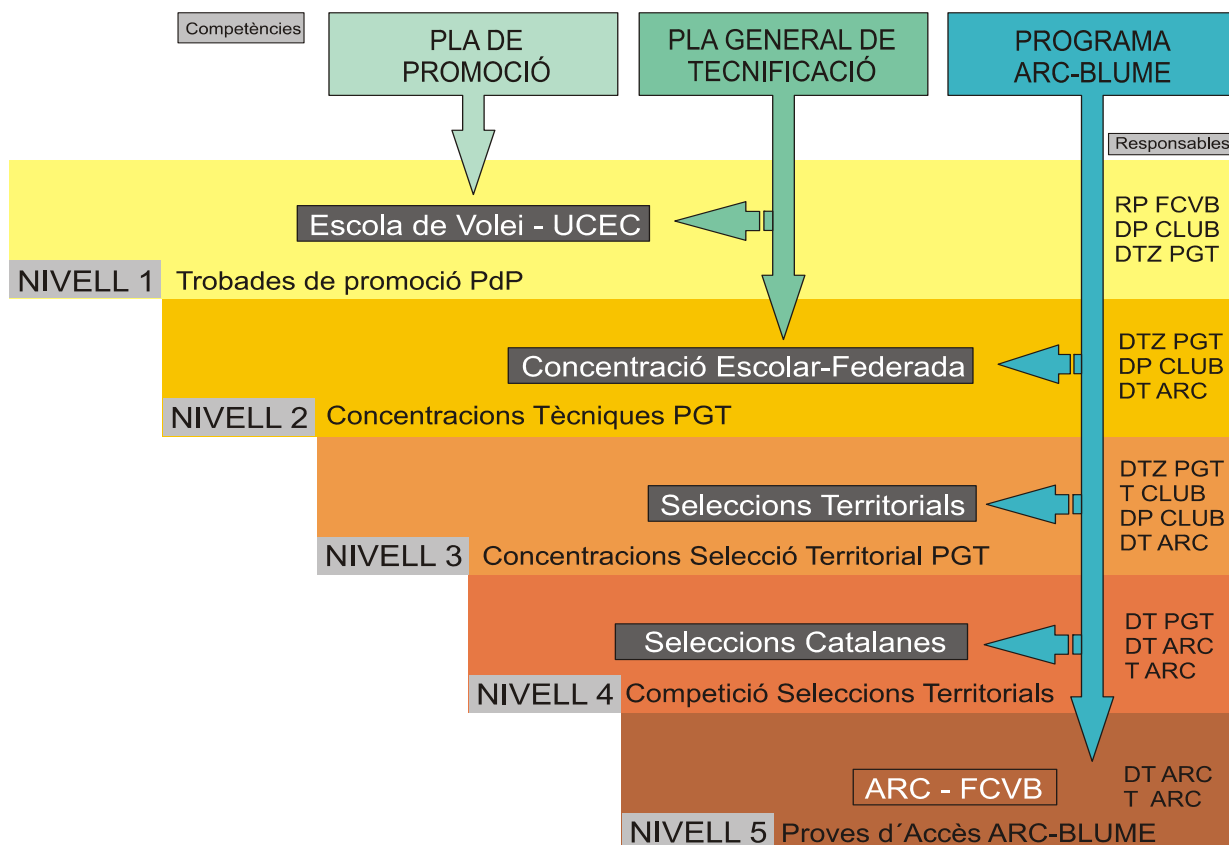 Competències
PLA DE
PROMOCIÓ
PLA GENERAL DE
TECNIFICACIÓ
PROGRAMA
ARC-BLUME
Responsables
Escola de Volei - UCEC
RP FCVB
DP CLUB
DTZ PGT
NIVELL 1
Trobades de promoció PdP
Concentració Escolar-Federada
DTZ PGT
DP CLUB
DT ARC
NIVELL 2
Concentracions Tècniques PGT
Seleccions Territorials
DTZ PGT
T CLUB
DP CLUB
DT ARC
NIVELL 3
Concentracions Selecció Territorial PGT
Seleccions Catalanes
DT PGT
DT ARC
T ARC
NIVELL 4
Competició Seleccions Territorials
ARC - FCVB
DT ARC
T ARC
NIVELL 5
Proves d´Accès ARC-BLUME